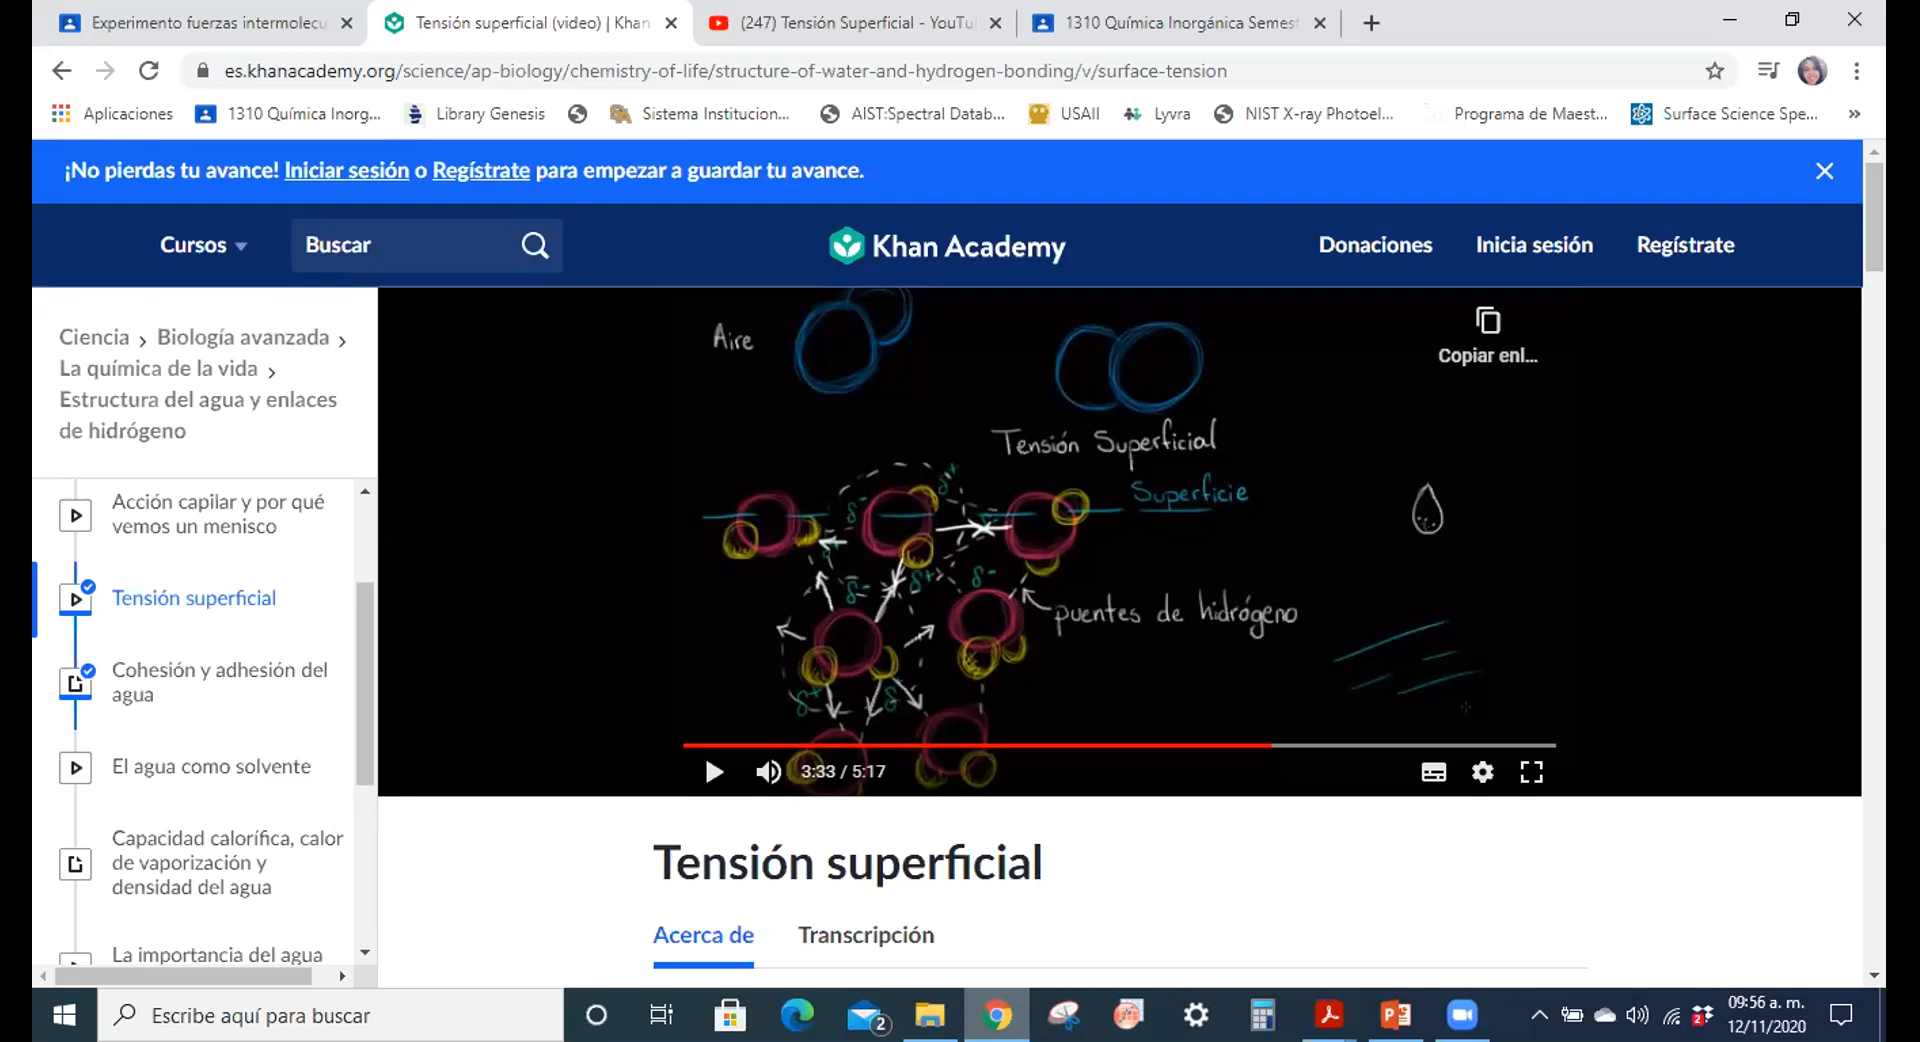 Experimento fuerzas intermolecu
Tensión superficial (video) | Khan
(247) Tensión Superficial - YouTu
1310 Química Inorgánica Semest
es.khanacademy.org/science/ap-biology/chemistry-of-life/structure-of-water-and-hydrogen-bonding/v/surface-tension
Aplicaciones
1310 Química Inorg...
Library Genesis
Sistema Institucion...
AIST:Spectral Datab...
USAII
Lyvra
NIST X-ray Photoel...
Programa de Maest...
Surface Science Spe...
»
¡No pierdas tu avance! Iniciar sesión o Regístrate para empezar a guardar tu avance.
Cursos
Buscar
Khan Academy
Donaciones
Inicia sesión
Regístrate
Ciencia > Biología avanzada >
La química de la vida >
Estructura del agua y enlaces
de hidrógeno
Acción capilar y por qué
vemos un menisco
Tensión superficial
Cohesión y adhesión del
agua
El agua como solvente
Capacidad calorífica, calor
de vaporización y
densidad del agua
La importancia del agua
Aire
Copiar enl...
Tensión Superficial
Superficie
δ+
δ-
δ-
δ+
δ-
puentes de hidrógeno
δ+
3:33 / 5:17
Tensión superficial
Acerca de
Transcripción
Escribe aquí para buscar
2
2
09:56 a. m.
12/11/2020